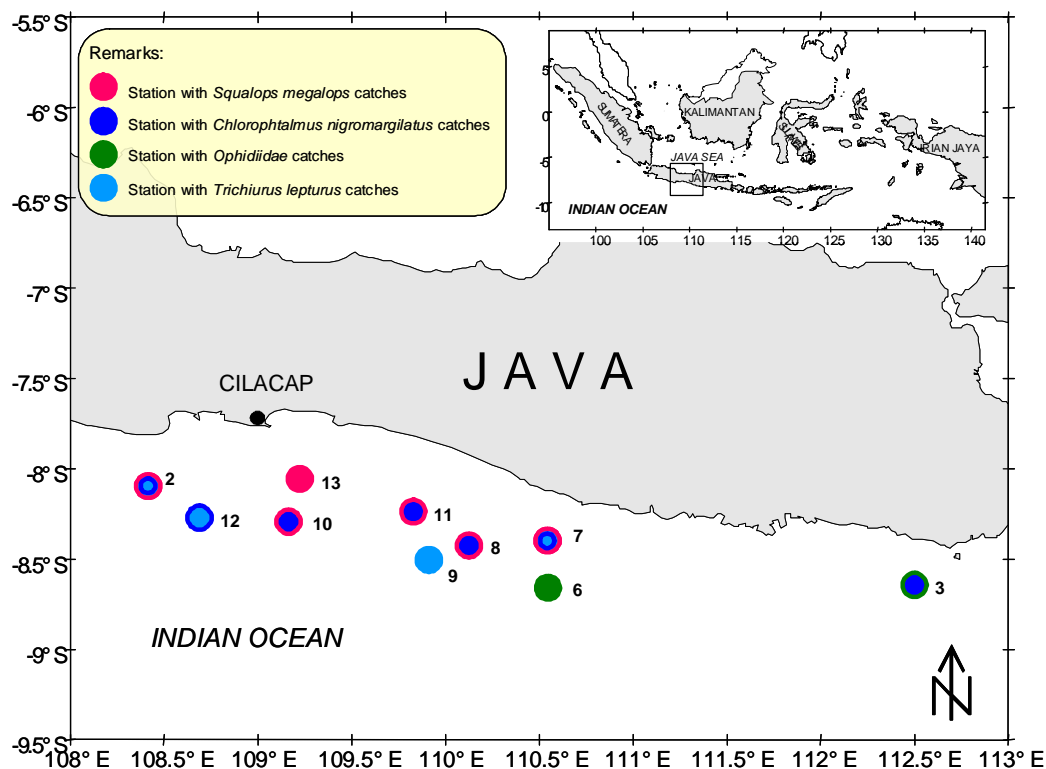 -5.5° S
-6° S
-6.5° S
-7° S
-7.5° S
-8° S
-8.5° S
-9° S
-9.5° S
Remarks:
Station with Squalops megalops catches
Station with Chlorophtalmus nigromargilatus catches
Station with Ophidiidae catches
Station with Trichiurus lepturus catches
5
0
-5
-10
SUMATERA
KALIMANTAN
IRIAN JAYA
JAVA SEA
JAVA
INDIAN OCEAN
100 105 110 115 120 125 130 135 140
JAVA
CILACAP
2
13
12
10
11
8
7
9
6
3
INDIAN OCEAN
N
108° E 108.5° E 109° E 109.5° E 110° E 110.5° E 111° E 111.5° E 112° E 112.5° E 113° E